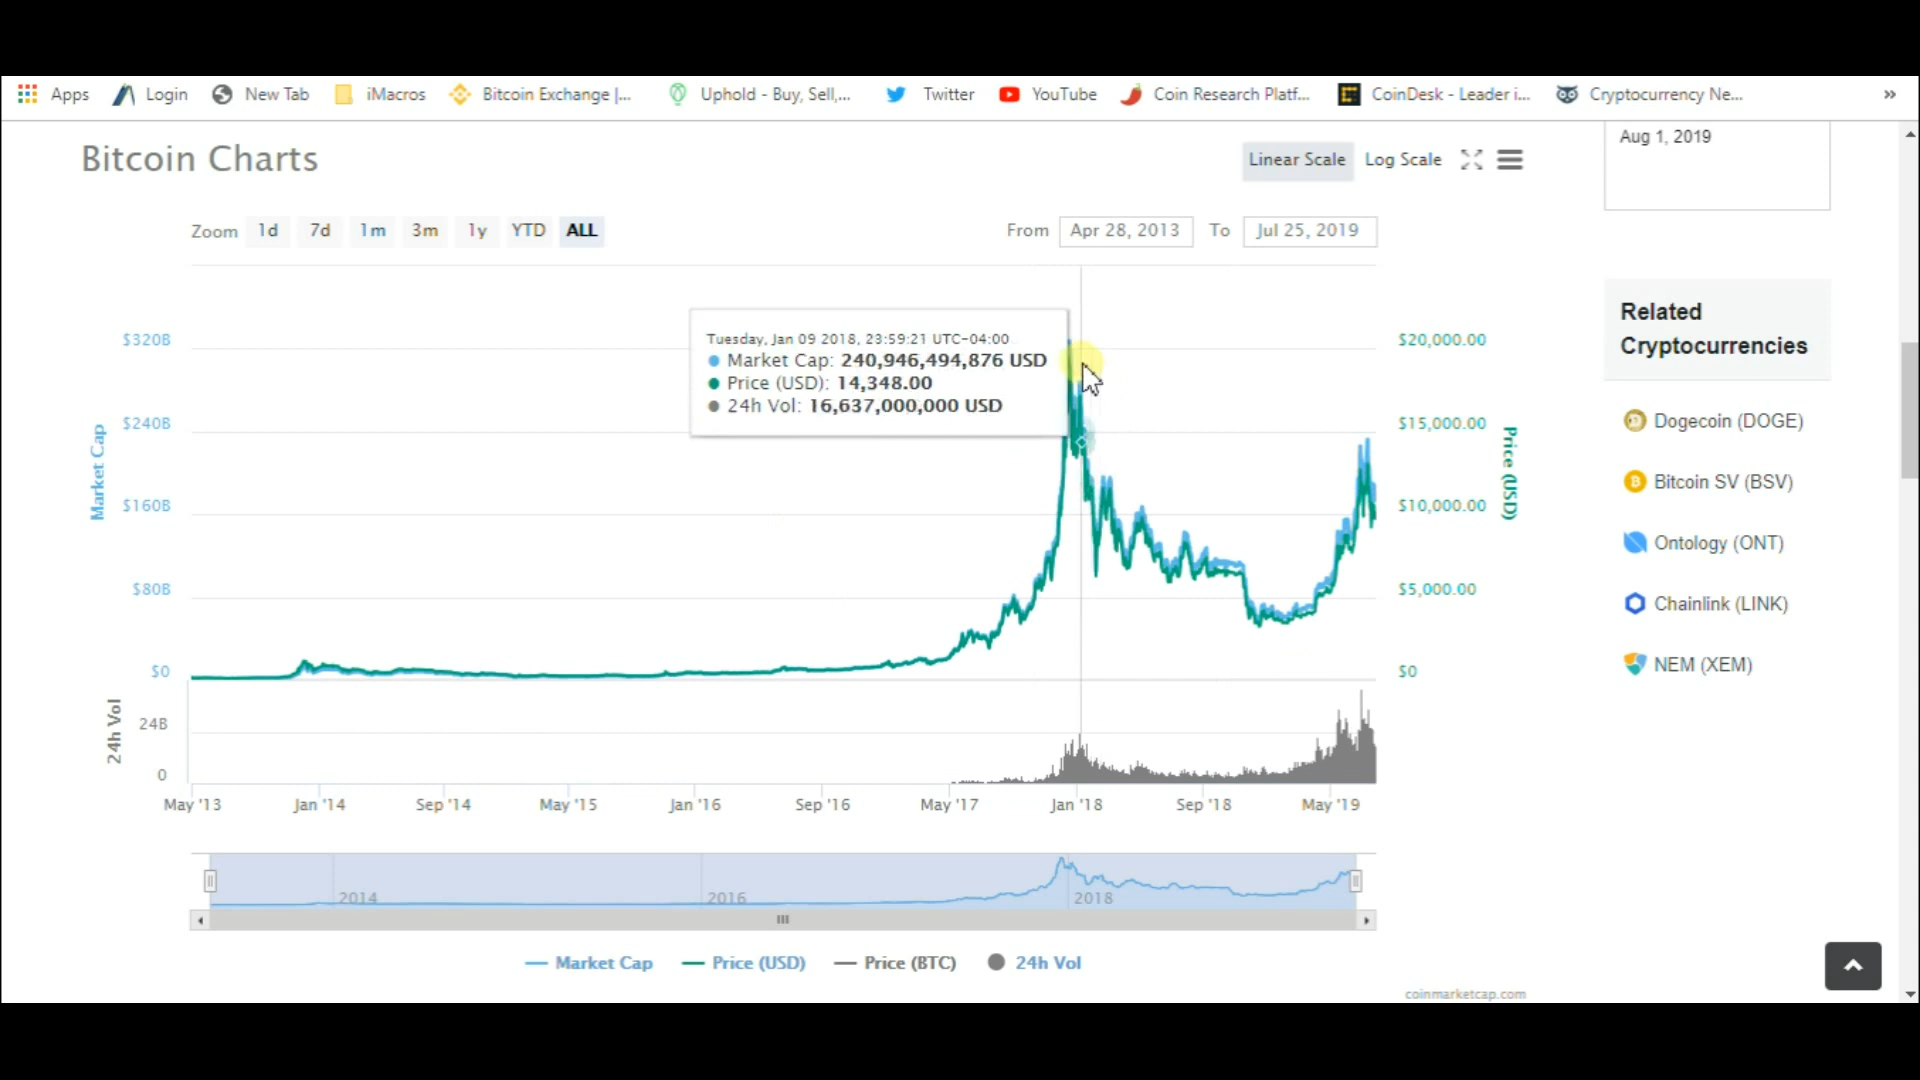 Apps Login New Tab iMacros Bitcoin Exchange |... Uphold - Buy, Sell,... Twitter YouTube Coin Research Platf... CoinDesk - Leader i... Cryptocurrency Ne... »
Aug 1, 2019
Bitcoin Charts
Linear Scale Log Scale
Zoom 1d 7d 1m 3m 1y YTD ALL
From Apr 28, 2013 To Jul 25, 2019
Tuesday, Jan 09 2018, 23:59:21 UTC-04:00
Market Cap: 240,946,494,876 USD
Price (USD): 14,348.00
24h Vol: 16,637,000,000 USD
Market Cap
$320B
$240B
$160B
$80B
$0
$20,000.00
$15,000.00
$10,000.00
$5,000.00
$0
Price (USD)
24h Vol
24B
0
May '13 Jan '14 Sep '14 May '15 Jan '16 Sep '16 May '17 Jan '18 Sep '18 May '19
2014 2016 2018
Market Cap Price (USD) Price (BTC) 24h Vol
coinmarketcap.com
Related
Cryptocurrencies
Dogecoin (DOGE)
Bitcoin SV (BSV)
Ontology (ONT)
Chainlink (LINK)
NEM (XEM)